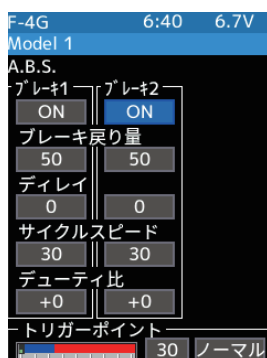 F-4G 6:40 6.7V
Model 1
A.B.S.
ﾌﾞﾚｰｷ1 ﾌﾞﾚｰｷ2
ON ON
ブレーキ戻り量
50 50
ディレイ
0 0
サイクルスピード
30 30
デューティ比
+0 +0
トリガーポイント
30 ノーマル